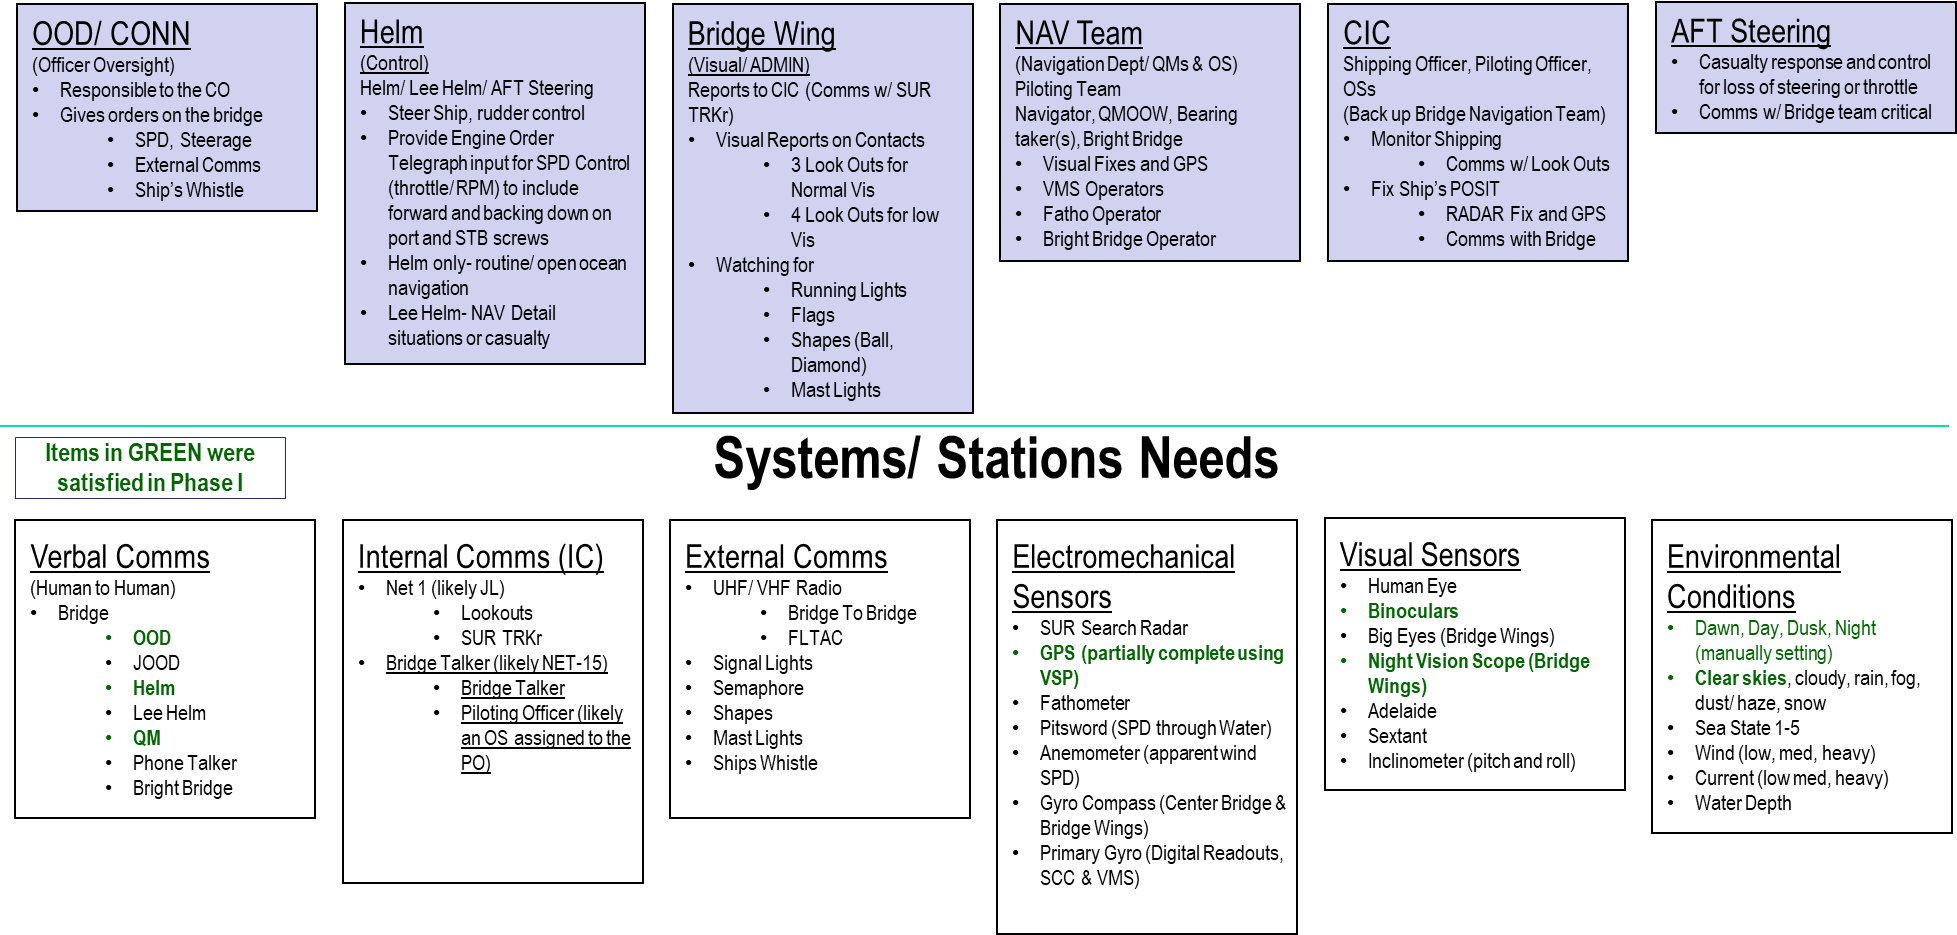 OOD/ CONN
(Officer Oversight)
• Responsible to the CO
• Gives orders on the bridge
• SPD, Steerage
• External Comms
• Ship's Whistle
Helm
(Control)
Helm/ Lee Helm/ AFT Steering
• Steer Ship, rudder control
• Provide Engine Order
Telegraph input for SPD Control
(throttle/ RPM) to include
forward and backing down on
port and STB screws
• Helm only- routine/ open ocean
navigation
• Lee Helm- NAV Detail
situations or casualty
Bridge Wing
(Visual/ ADMIN)
Reports to CIC (Comms w/ SUR
TRKr)
• Visual Reports on Contacts
• 3 Look Outs for
Normal Vis
• 4 Look Outs for low
Vis
• Watching for
• Running Lights
• Flags
• Shapes (Ball,
Diamond)
• Mast Lights
NAV Team
(Navigation Dept/ QMs & OS)
Piloting Team
Navigator, QMOOW, Bearing
taker(s), Bright Bridge
• Visual Fixes and GPS
• VMS Operators
• Fatho Operator
• Bright Bridge Operator
CIC
Shipping Officer, Piloting Officer,
OSs
(Back up Bridge Navigation Team)
• Monitor Shipping
• Comms w/ Look Outs
• Fix Ship's POSIT
• RADAR Fix and GPS
• Comms with Bridge
AFT Steering
• Casualty response and control
for loss of steering or throttle
• Comms w/ Bridge team critical
Items in GREEN were
satisfied in Phase I
Systems/ Stations Needs
Verbal Comms
(Human to Human)
• Bridge
• OOD
• JOOD
• Helm
• Lee Helm
• QM
• Phone Talker
• Bright Bridge
Internal Comms (IC)
• Net 1 (likely JL)
• Lookouts
• SUR TRKr
• Bridge Talker (likely NET-15)
• Bridge Talker
• Piloting Officer (likely
an OS assigned to the
PO)
External Comms
• UHF/ VHF Radio
• Bridge To Bridge
• FLTAC
• Signal Lights
• Semaphore
• Shapes
• Mast Lights
• Ships Whistle
Electromechanical
Sensors
• SUR Search Radar
• GPS (partially complete using
VSP)
• Fathometer
• Pitsword (SPD through Water)
• Anemometer (apparent wind
SPD)
• Gyro Compass (Center Bridge &
Bridge Wings)
• Primary Gyro (Digital Readouts,
SCC & VMS)
Visual Sensors
• Human Eye
• Binoculars
• Big Eyes (Bridge Wings)
• Night Vision Scope (Bridge
Wings)
• Adelaide
• Sextant
• Inclinometer (pitch and roll)
Environmental
Conditions
• Dawn, Day, Dusk, Night
(manually setting)
• Clear skies, cloudy, rain, fog,
dust/ haze, snow
• Sea State 1-5
• Wind (low, med, heavy)
• Current (low med, heavy)
• Water Depth